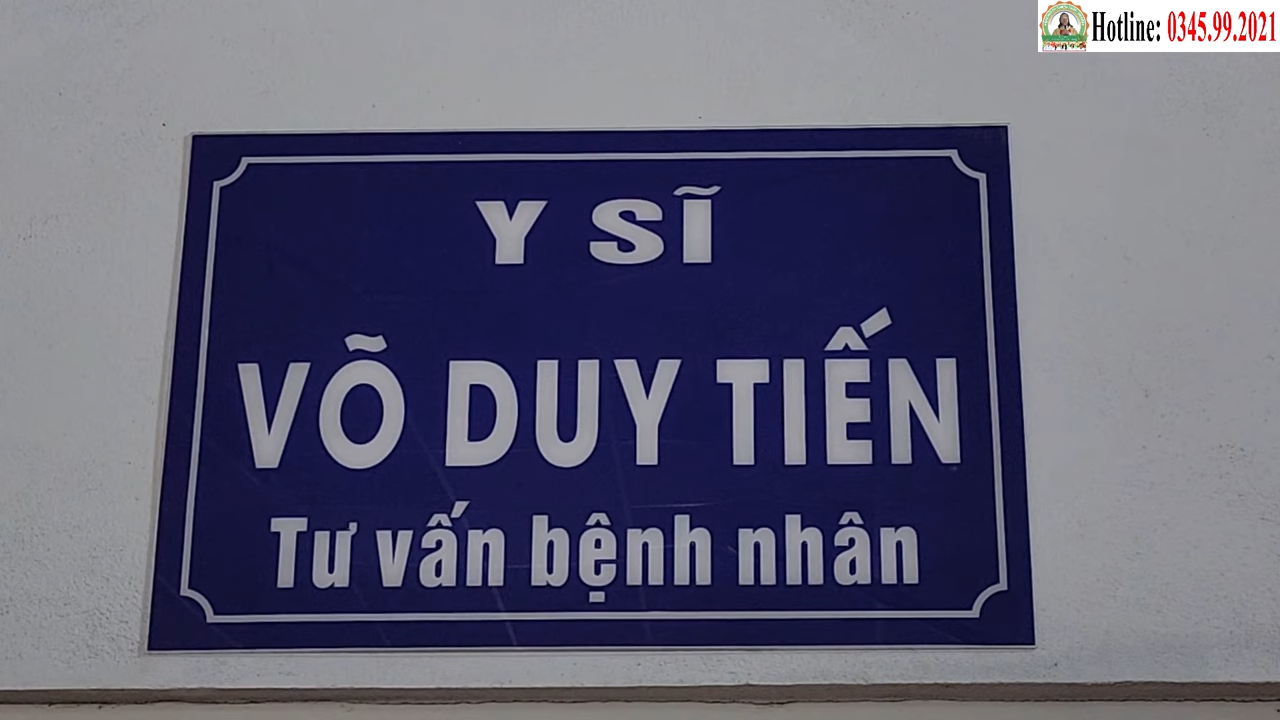 Hotline: 0345.99.2021
Y SĨ
VÕ DUY TIẾN
Tư vấn bệnh nhân